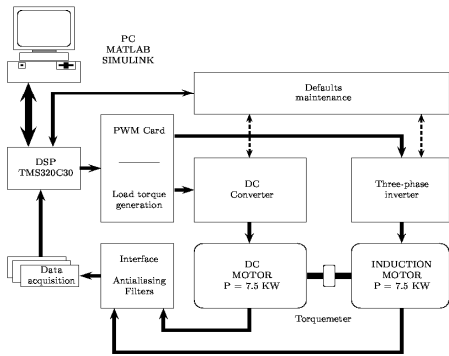 PC
MATLAB
SIMULINK
Defaults
maintenance
PWM Card
DSP
TMS320C30
Load torque
generation
DC
Converter
Three-phase
inverter
Interface
Antialiassing
Filters
Data
acquisition
DC
MOTOR
P = 7.5 KW
INDUCTION
MOTOR
P = 7.5 KW
Torquemeter